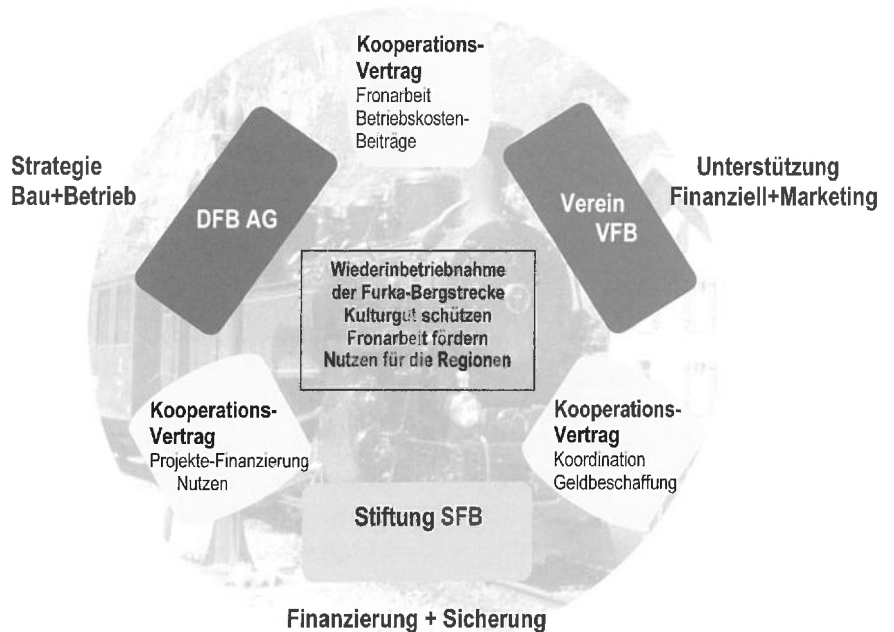 Kooperations-
Vertrag
Fronarbeit
Betriebskosten-
Beiträge
Strategie
Bau+Betrieb
DFB AG
Verein
VFB
Unterstützung
Finanziell+Marketing
Wiederinbetriebnahme
der Furka-Bergstrecke
Kulturgut schützen
Fronarbeit fördern
Nutzen für die Regionen
Kooperations-
Vertrag
Projekte-Finanzierung
Nutzen
Kooperations-
Vertrag
Koordination
Geldbeschaffung
Stiftung SFB
Finanzierung + Sicherung